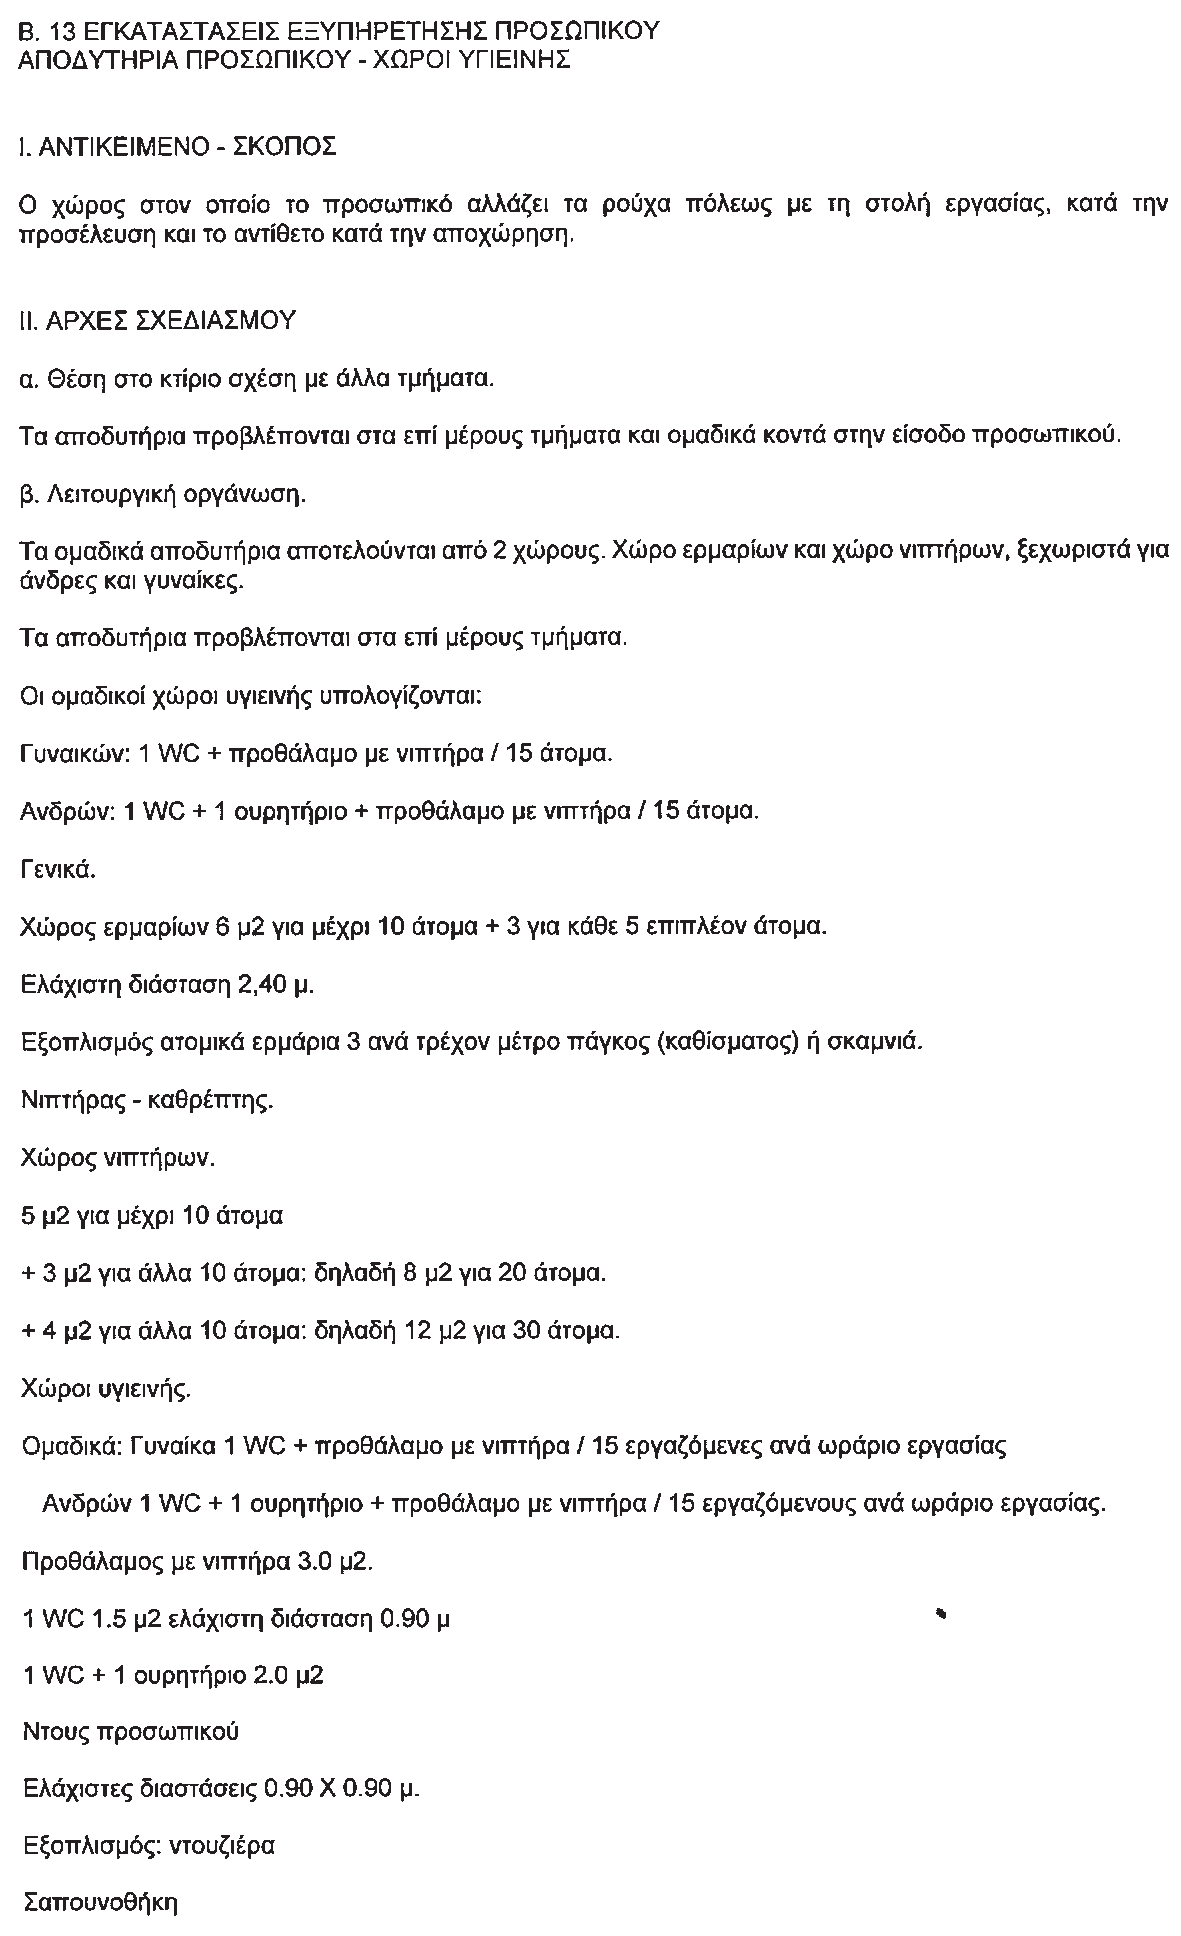 Β. 13 ΕΓΚΑΤΑΣΤΑΣΕΙΣ ΕΞΥΠΗΡΕΤΗΣΗΣ ΠΡΟΣΩΠΙΚΟΥ
ΑΠΟΔΥΤΗΡΙΑ ΠΡΟΣΩΠΙΚΟΥ - ΧΩΡΟΙ ΥΓΙΕΙΝΗΣ
Ι. ΑΝΤΙΚΕΙΜΕΝΟ - ΣΚΟΠΟΣ
Ο χώρος στον οποίο το προσωπικό αλλάζει τα ρούχα πόλεως με τη στολή εργασίας, κατά την
προσέλευση και το αντίθετο κατά την αποχώρηση.
ΙΙ. ΑΡΧΕΣ ΣΧΕΔΙΑΣΜΟΥ
α. Θέση στο κτίριο σχέση με άλλα τμήματα.
Τα αποδυτήρια προβλέπονται στα επί μέρους τμήματα και ομαδικά κοντά στην είσοδο προσωπικού.
β. Λειτουργική οργάνωση.
Τα ομαδικά αποδυτήρια αποτελούνται από 2 χώρους. Χώρο ερμαρίων και χώρο νιπτήρων, ξεχωριστά για
άνδρες και γυναίκες.
Τα αποδυτήρια προβλέπονται στα επί μέρους τμήματα.
Οι ομαδικοί χώροι υγιεινής υπολογίζονται:
Γυναικών: 1 WC + προθάλαμο με νιπτήρα / 15 άτομα.
Ανδρών: 1 WC + 1 ουρητήριο + προθάλαμο με νιπτήρα / 15 άτομα.
Γενικά.
Χώρος ερμαρίων 6 μ2 για μέχρι 10 άτομα + 3 για κάθε 5 επιπλέον άτομα.
Ελάχιστη διάσταση 2,40 μ.
Εξοπλισμός ατομικά ερμάρια 3 ανά τρέχον μέτρο πάγκος (καθίσματος) ή σκαμνιά.
Νιπτήρας - καθρέπτης.
Χώρος νιπτήρων.
5 μ2 για μέχρι 10 άτομα
+ 3 μ2 για άλλα 10 άτομα: δηλαδή 8 μ2 για 20 άτομα.
+ 4 μ2 για άλλα 10 άτομα: δηλαδή 12 μ2 για 30 άτομα.
Χώροι υγιεινής.
Ομαδικά: Γυναίκα 1 WC + προθάλαμο με νιπτήρα / 15 εργαζόμενες ανά ωράριο εργασίας
Ανδρών 1 WC + 1 ουρητήριο + προθάλαμο με νιπτήρα / 15 εργαζόμενους ανά ωράριο εργασίας.
Προθάλαμος με νιπτήρα 3.0 μ2.
1 WC 1.5 μ2 ελάχιστη διάσταση 0.90 μ
1 WC + 1 ουρητήριο 2.0 μ2
Ντους προσωπικού
Ελάχιστες διαστάσεις 0.90 Χ 0.90 μ.
Εξοπλισμός: ντουζιέρα
Σαπουνοθήκη